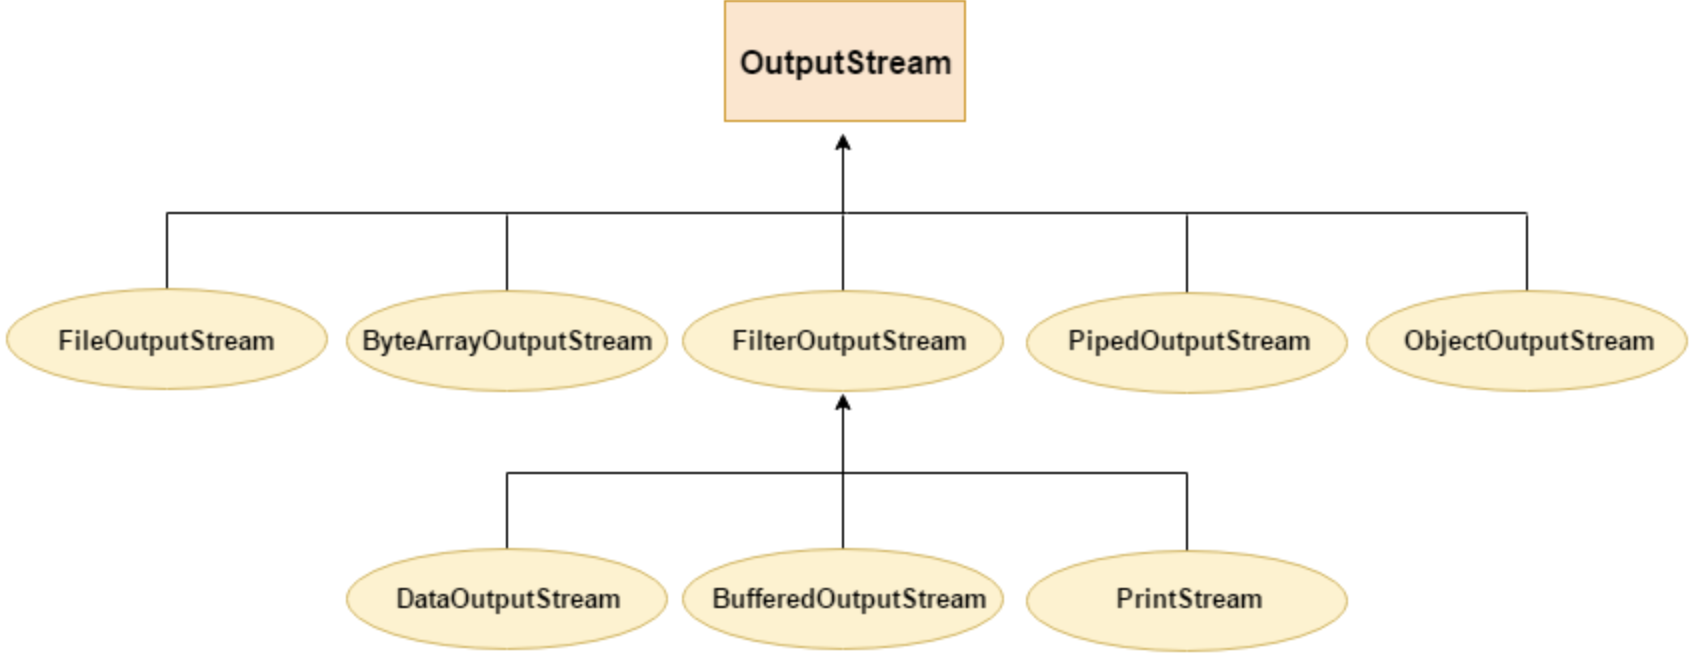 OutputStream
FileOutputStream
ByteArrayOutputStream
FilterOutputStream
PipedOutputStream
ObjectOutputStream
DataOutputStream
BufferedOutputStream
PrintStream